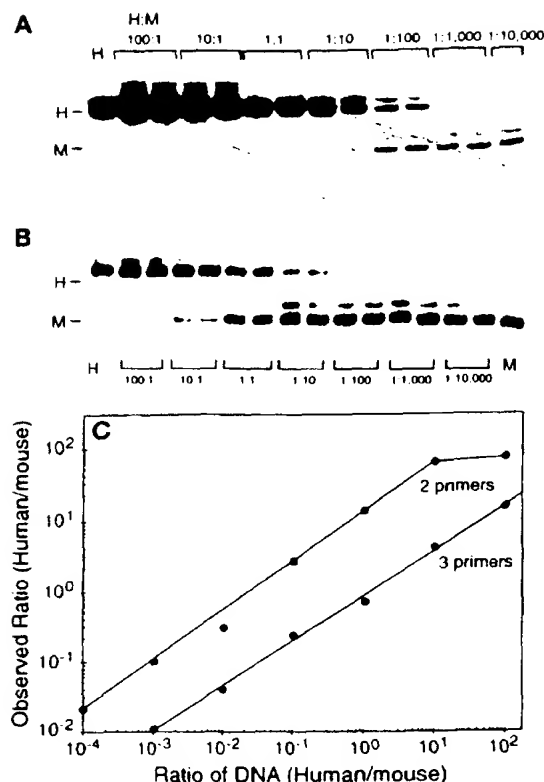 A
H:M
H 100:1 10:1 1:1 1:10 1:100 1:1,000 1:10,000
H –
M –
B
H –
M –
H 100:1 10:1 1:1 1:10 1:100 1:1,000 1:10,000 M
C
Observed Ratio (Human/mouse)
10²
10¹
10⁰
10⁻¹
10⁻²
2 primers
3 primers
10⁻⁴ 10⁻³ 10⁻² 10⁻¹ 10⁰ 10¹ 10²
Ratio of DNA (Human/mouse)